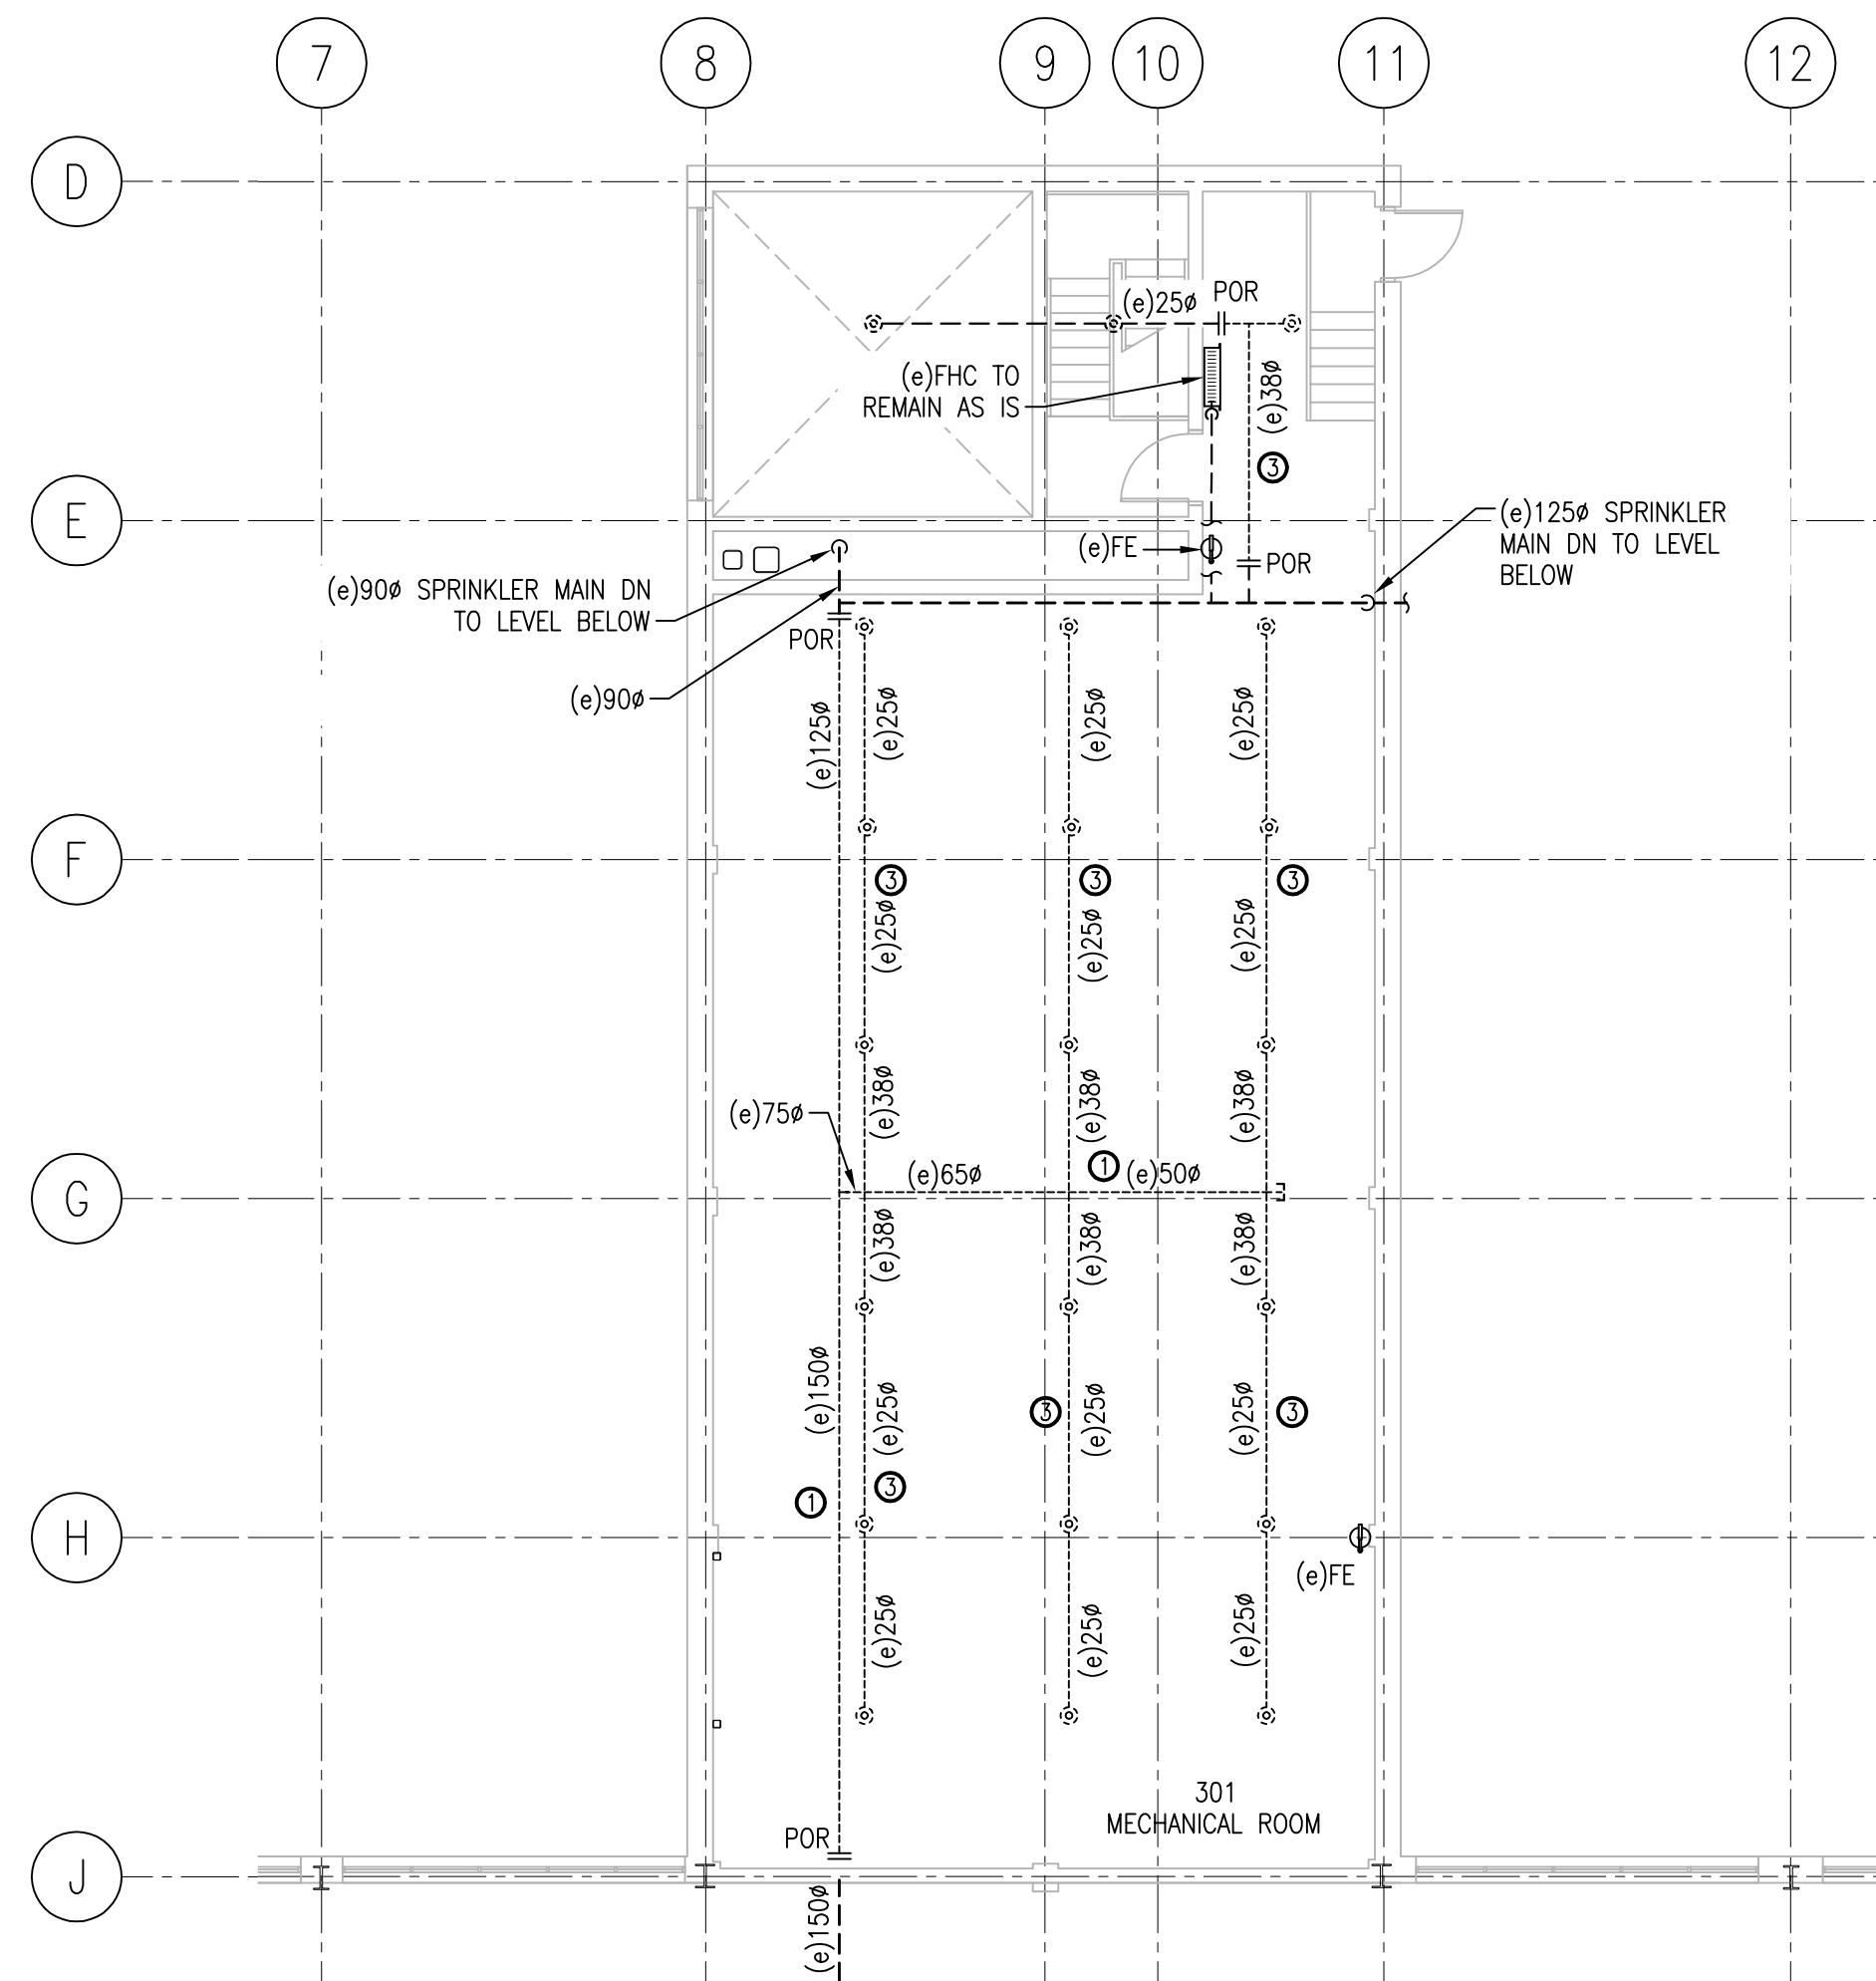 7
8
9
10
11
12
D
(e)25ø
POR
(e)FHC TO
REMAIN AS IS
(e)38ø
3
E
(e)125ø SPRINKLER
MAIN DN TO LEVEL
BELOW
(e)FE
POR
(e)90ø SPRINKLER MAIN DN
TO LEVEL BELOW
POR
(e)90ø
(e)125ø
(e)25ø
(e)25ø
(e)25ø
F
3
3
3
(e)25ø
(e)25ø
(e)25ø
(e)75ø
(e)38ø
(e)38ø
(e)38ø
(e)65ø
1
(e)50ø
G
(e)38ø
(e)38ø
(e)38ø
(e)150ø
(e)25ø
3
(e)25ø
(e)25ø
3
1
3
H
(e)FE
(e)25ø
(e)25ø
(e)25ø
301
MECHANICAL ROOM
POR
J
(e)150ø